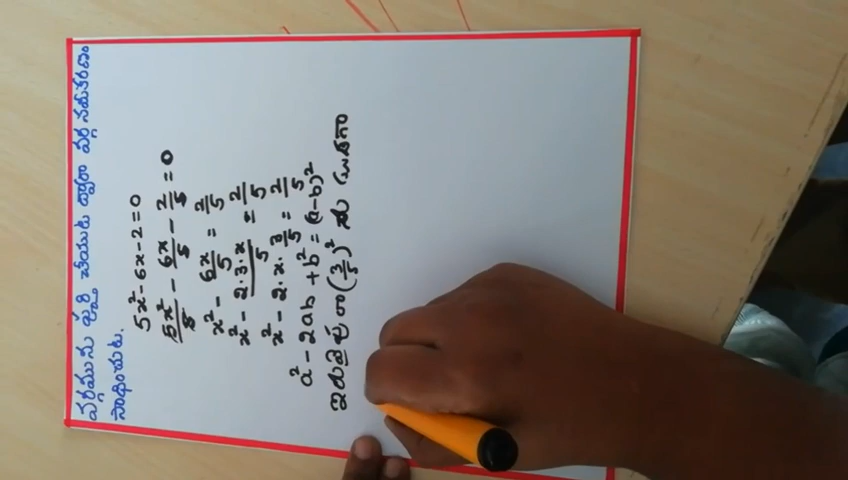 వర్గమును పూర్తి చేయుట ద్వారా వర్గ సమీకరణం
సాధించుట.
5x² - 6x - 2 = 0
5x²/5 - 6x/5 - 2/5 = 0
x² - 6x/5 = 2/5
x² - 2·3·x/5 = 2/5
x² - 2·x·3/5 = 2/5
a² - 2ab + b² = (a-b)²
ఇరువైపులా (3/5)² ను